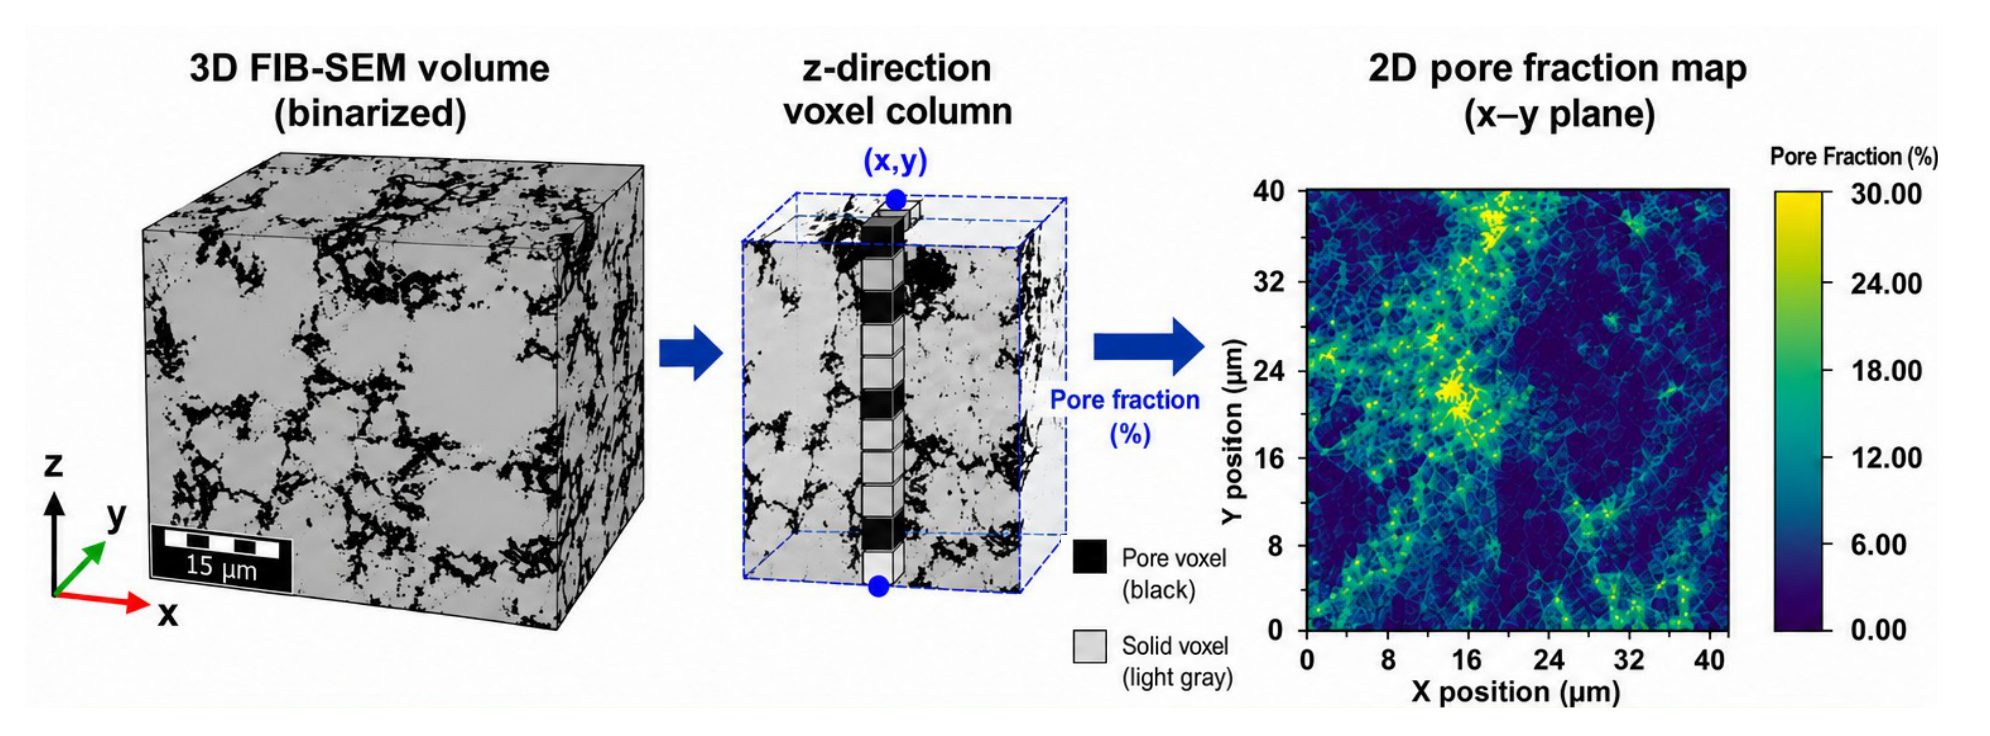 3D FIB-SEM volume
(binarized)
z
y
x
15 µm
z-direction
voxel column
(x,y)
Pore fraction
(%)
Pore voxel
(black)
Solid voxel
(light gray)
2D pore fraction map
(x–y plane)
Pore Fraction (%)
Y position (µm)
40
32
24
16
8
0
0 8 16 24 32 40
X position (µm)
30.00
24.00
18.00
12.00
6.00
0.00